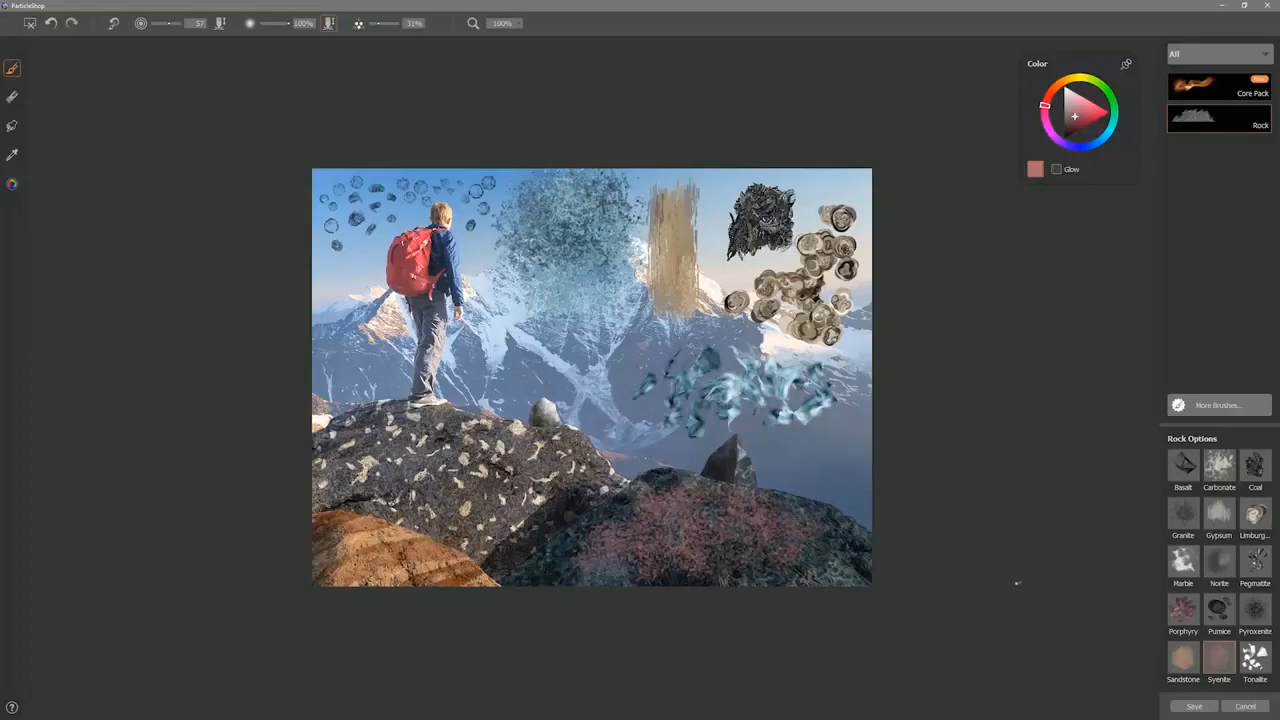 ParticleShop
57
100%
31%
100%
Color
Glow
All
New
Core Pack
Rock
More Brushes...
Rock Options
Basalt
Carbonate
Coal
Granite
Gypsum
Limburg...
Marble
Norite
Pegmatite
Porphyry
Pumice
Pyroxenite
Sandstone
Syenite
Tonalite
Save
Cancel